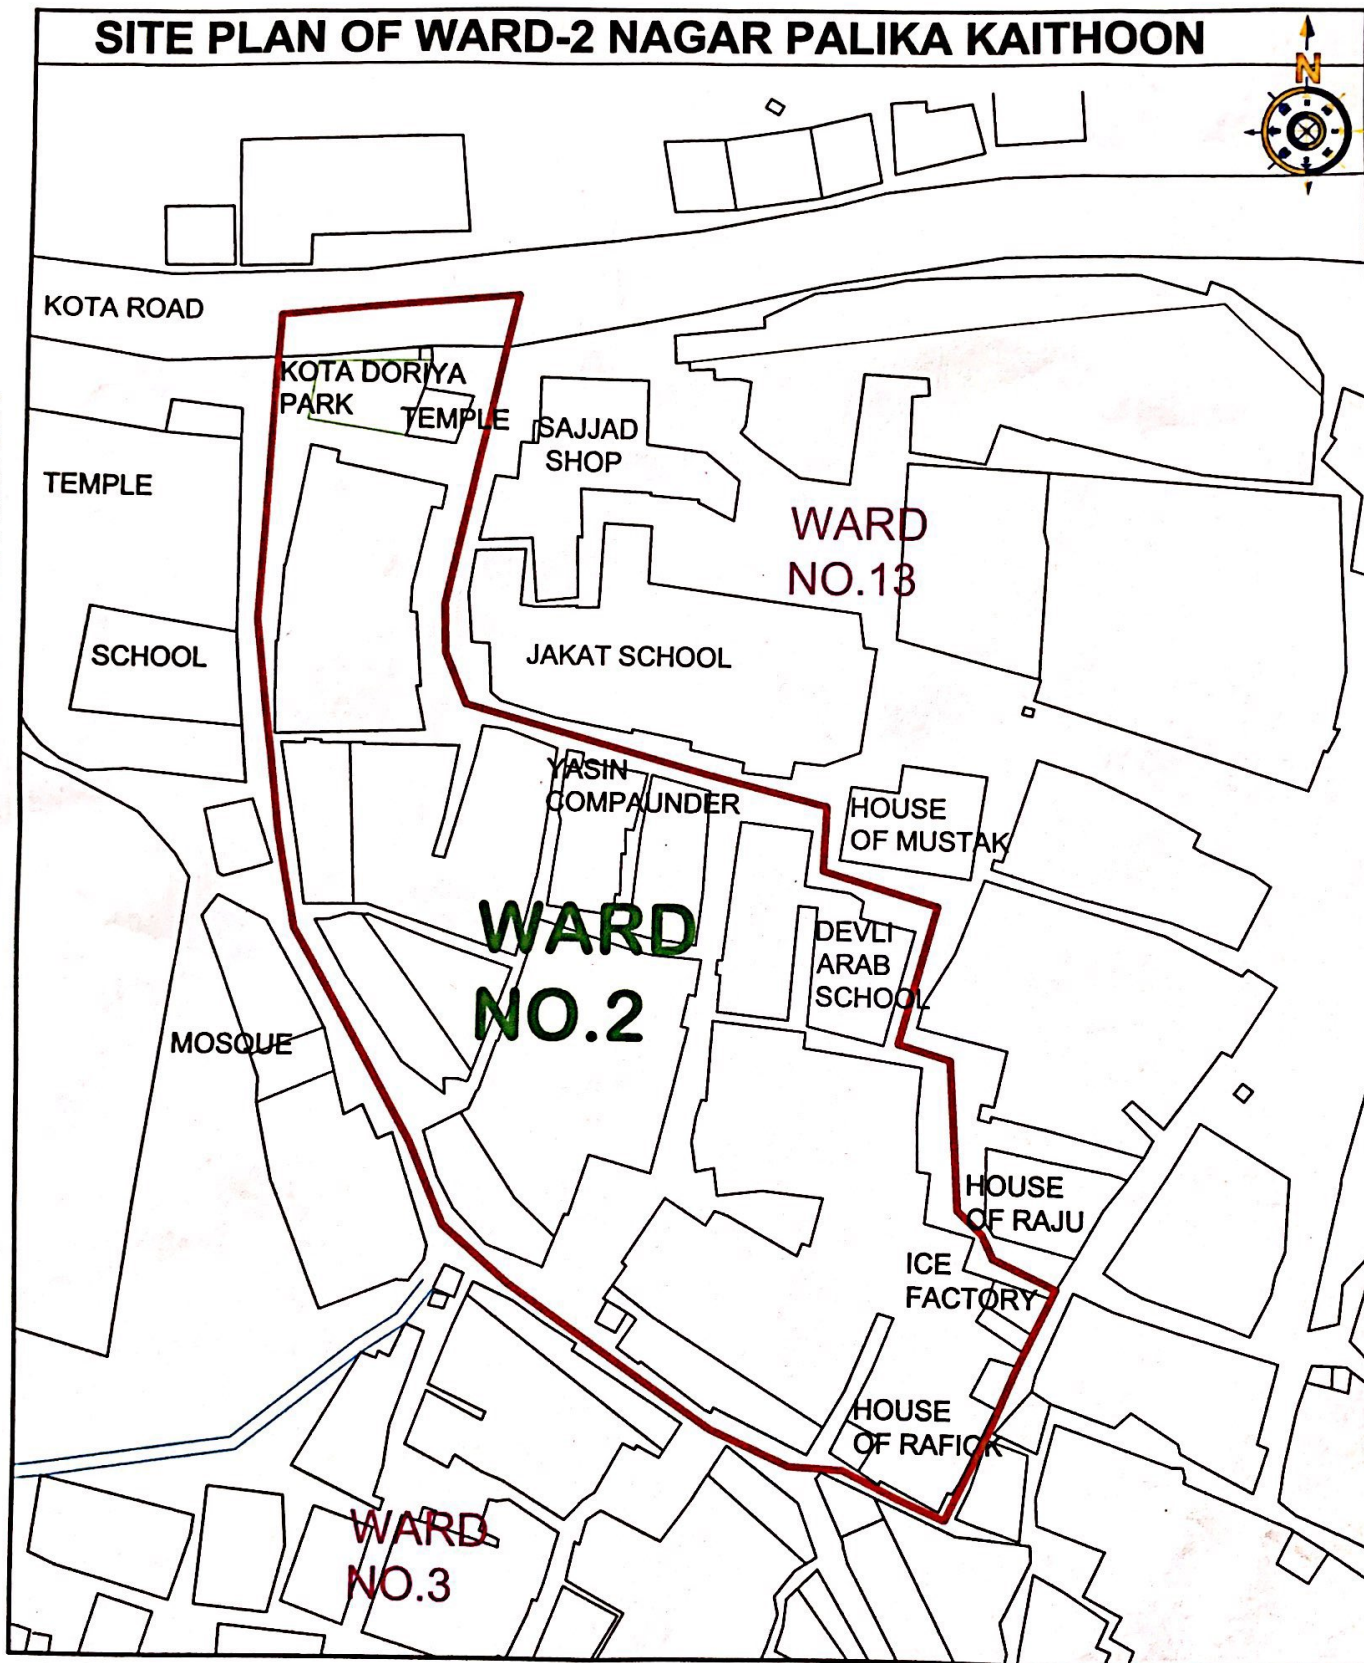 SITE PLAN OF WARD-2 NAGAR PALIKA KAITHOON
N
KOTA ROAD
KOTA DORIYA
PARK
TEMPLE
SAJJAD
SHOP
TEMPLE
WARD
NO.13
SCHOOL
JAKAT SCHOOL
YASIN
COMPAUNDER
HOUSE
OF MUSTAK
WARD
NO.2
DEVLI
ARAB
SCHOOL
MOSQUE
HOUSE
OF RAJU
ICE
FACTORY
HOUSE
OF RAFICK
WARD
NO.3